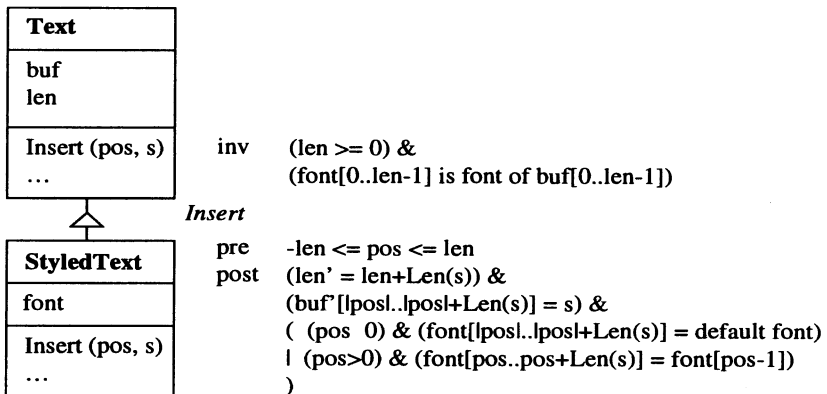 Text
buf
len
Insert (pos, s)
...
inv (len >= 0) &
(font[0..len-1] is font of buf[0..len-1])
Insert
pre -len <= pos <= len
post (len' = len+Len(s)) &
(buf'[|pos|..|pos|+Len(s)] = s) &
( (pos 0) & (font[|pos|..|pos|+Len(s)] = default font)
| (pos>0) & (font[pos..pos+Len(s)] = font[pos-1])
)
StyledText
font
Insert (pos, s)
...